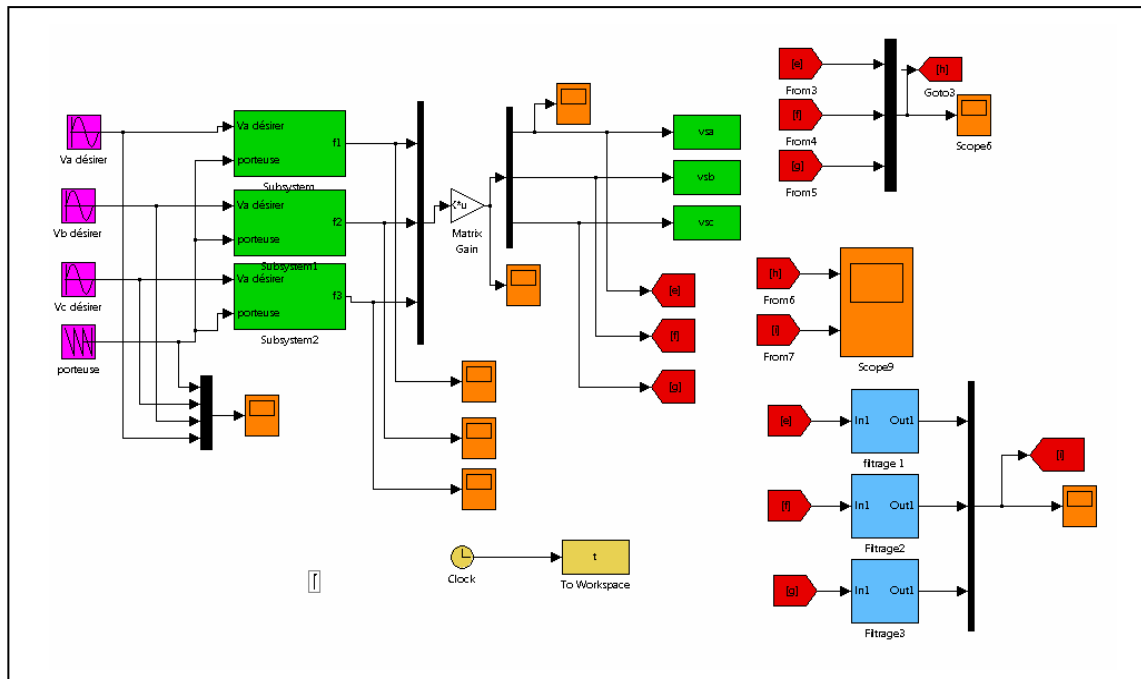 Va désirer
Va désirer
porteuse
f1
Subsystem
Vb désirer
Va désirer
porteuse
f2
Subsystem1
Vc désirer
Va désirer
porteuse
f3
Subsystem2
porteuse
K*u
Matrix
Gain
vsa
vsb
vsc
[e]
[f]
[g]
Clock
t
To Workspace
[e]
From3
[f]
From4
[g]
From5
[h]
Goto3
Scope6
[h]
From6
[i]
From7
Scope9
[e]
In1 Out1
filtrage 1
[f]
In1 Out1
Filtrage2
[g]
In1 Out1
Filtrage3
[i]